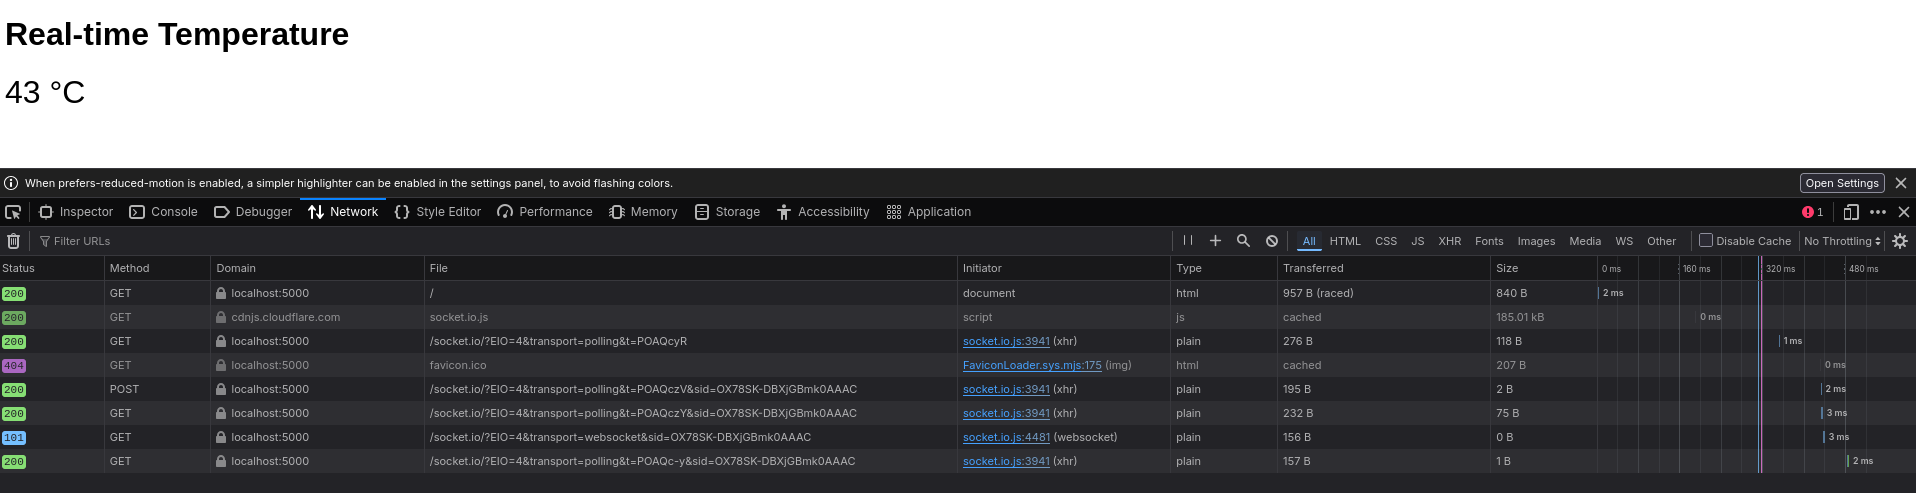 Real-time Temperature
43 °C
When prefers-reduced-motion is enabled, a simpler highlighter can be enabled in the settings panel, to avoid flashing colors. Open Settings
Inspector Console Debugger Network Style Editor Performance Memory Storage Accessibility Application 1
Filter URLs All HTML CSS JS XHR Fonts Images Media WS Other Disable Cache No Throttling
Status Method Domain File Initiator Type Transferred Size 0 ms 160 ms 320 ms 480 ms
200 GET localhost:5000 / document html 957 B (raced) 840 B 2 ms
200 GET cdnjs.cloudflare.com socket.io.js script js cached 185.01 kB 0 ms
200 GET localhost:5000 /socket.io/?EIO=4&transport=polling&t=POAQcyR socket.io.js:3941 (xhr) plain 276 B 118 B 1 ms
404 GET localhost:5000 favicon.ico FaviconLoader.sys.mjs:175 (img) html cached 207 B 0 ms
200 POST localhost:5000 /socket.io/?EIO=4&transport=polling&t=POAQczV&sid=OX78SK-DBXjGBmk0AAAC socket.io.js:3941 (xhr) plain 195 B 2 B 2 ms
200 GET localhost:5000 /socket.io/?EIO=4&transport=polling&t=POAQczY&sid=OX78SK-DBXjGBmk0AAAC socket.io.js:3941 (xhr) plain 232 B 75 B 3 ms
101 GET localhost:5000 /socket.io/?EIO=4&transport=websocket&sid=OX78SK-DBXjGBmk0AAAC socket.io.js:4481 (websocket) plain 156 B 0 B 3 ms
200 GET localhost:5000 /socket.io/?EIO=4&transport=polling&t=POAQc-y&sid=OX78SK-DBXjGBmk0AAAC socket.io.js:3941 (xhr) plain 157 B 1 B 2 ms